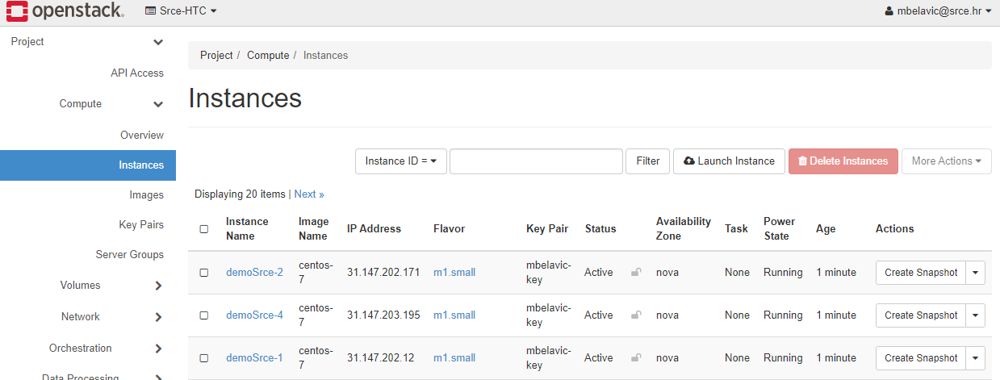 openstack.
Srce-HTC
mbelavic@srce.hr
Project
API Access
Compute
Overview
Instances
Images
Key Pairs
Server Groups
Volumes
Network
Orchestration
Data Processing
Project / Compute / Instances
Instances
Instance ID = Filter Launch Instance Delete Instances More Actions
Displaying 20 items | Next »
Instance Name Image Name IP Address Flavor Key Pair Status Availability Zone Task Power State Age Actions
demoSrce-2 centos-7 31.147.202.171 m1.small mbelavic-key Active nova None Running 1 minute Create Snapshot
demoSrce-4 centos-7 31.147.203.195 m1.small mbelavic-key Active nova None Running 1 minute Create Snapshot
demoSrce-1 centos-7 31.147.202.12 m1.small mbelavic-key Active nova None Running 1 minute Create Snapshot